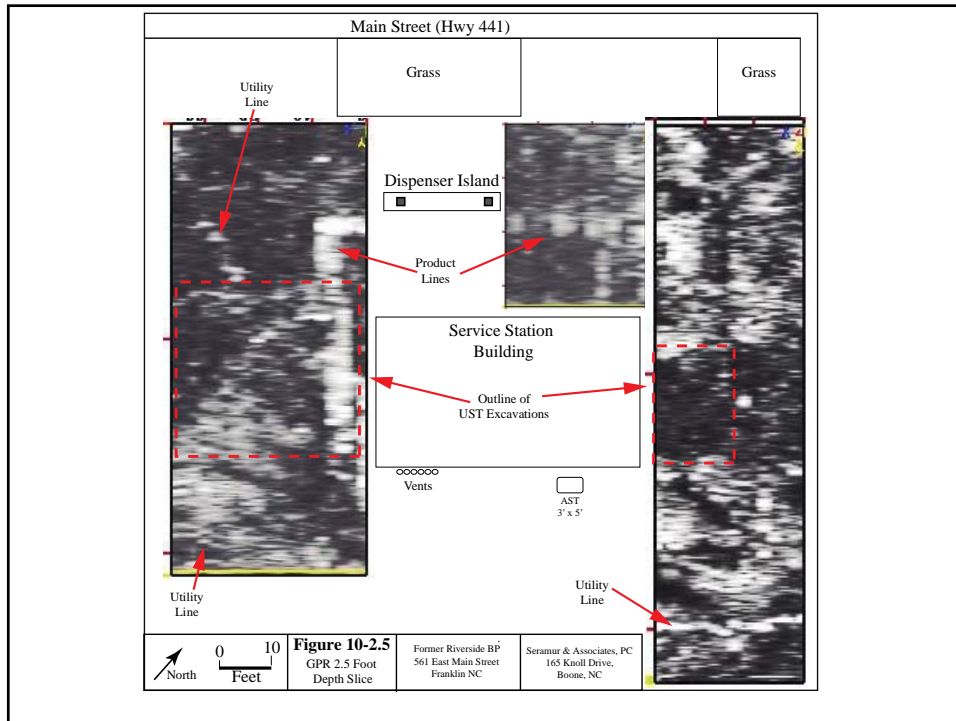 Main Street (Hwy 441)
Grass
Grass
Utility
Line
Dispenser Island
Product
Lines
Service Station
Building
Outline of
UST Excavations
Vents
AST
3' x 5'
Utility
Line
Utility
Line
North
0 10
Feet
Figure 10-2.5
GPR 2.5 Foot
Depth Slice
Former Riverside BP
561 East Main Street
Franklin NC
Seramur & Associates, PC
165 Knoll Drive,
Boone, NC